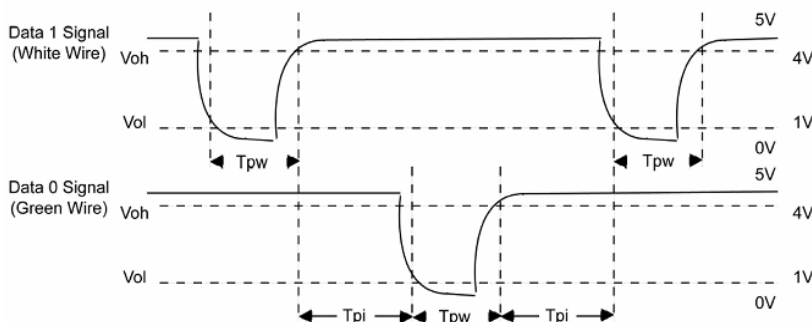 Data 1 Signal
(White Wire)
Voh
Vol
5V
4V
1V
0V
Tpw
Tpw
Data 0 Signal
(Green Wire)
Voh
Vol
5V
4V
1V
0V
Tpi
Tpw
Tpi